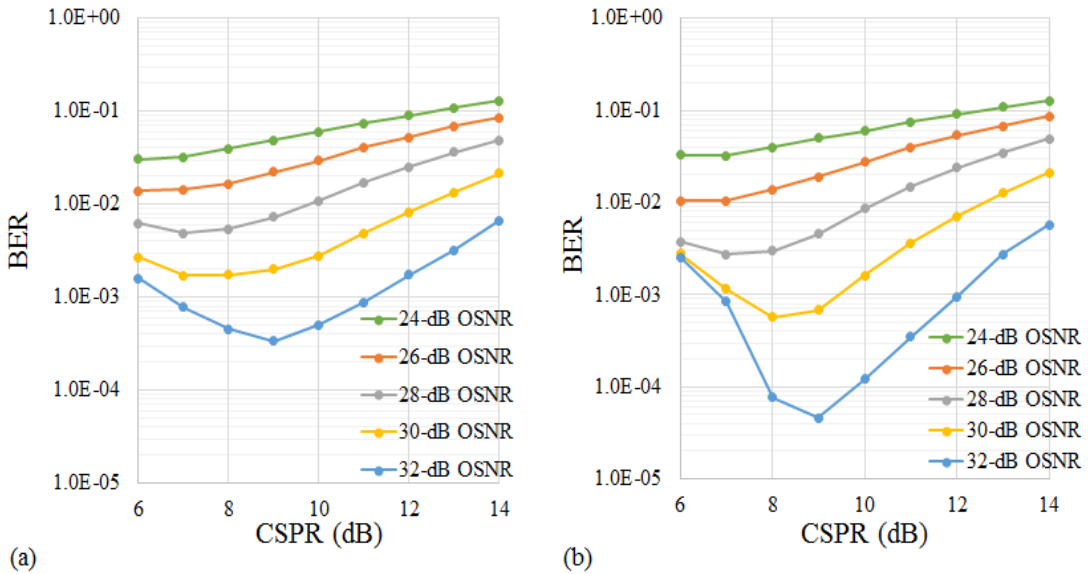 1.0E+00
1.0E-01
1.0E-02
1.0E-03
1.0E-04
1.0E-05
BER
6 8 10 12 14
CSPR (dB)
24-dB OSNR
26-dB OSNR
28-dB OSNR
30-dB OSNR
32-dB OSNR
(a)
1.0E+00
1.0E-01
1.0E-02
1.0E-03
1.0E-04
1.0E-05
BER
6 8 10 12 14
CSPR (dB)
24-dB OSNR
26-dB OSNR
28-dB OSNR
30-dB OSNR
32-dB OSNR
(b)